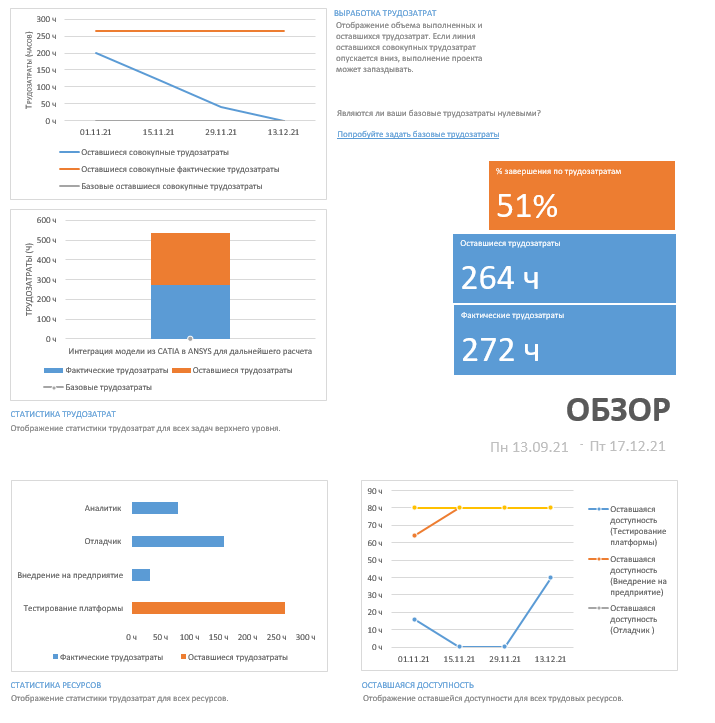 300 ч
250 ч
200 ч
150 ч
100 ч
50 ч
0 ч
ТРУДОЗАТРАТЫ (ЧАСОВ)
01.11.21 15.11.21 29.11.21 13.12.21
Оставшиеся совокупные трудозатраты
Оставшиеся совокупные фактические трудозатраты
Базовые оставшиеся совокупные трудозатраты
ВЫРАБОТКА ТРУДОЗАТРАТ
Отображение объема выполненных и
оставшихся трудозатрат. Если линия
оставшихся совокупных трудозатрат
опускается вниз, выполнение проекта
может запаздывать.
Являются ли ваши базовые трудозатраты нулевыми?
Попробуйте задать базовые трудозатраты
% завершения по трудозатратам
51%
Оставшиеся трудозатраты
264 ч
Фактические трудозатраты
272 ч
600 ч
500 ч
400 ч
300 ч
200 ч
100 ч
0 ч
ТРУДОЗАТРАТЫ (Ч)
Интеграция модели из CATIA в ANSYS для дальнейшего расчета
Фактические трудозатраты Оставшиеся трудозатраты
Базовые трудозатраты
СТАТИСТИКА ТРУДОЗАТРАТ
Отображение статистики трудозатрат для всех задач верхнего уровня.
ОБЗОР
Пн 13.09.21 - Пт 17.12.21
Аналитик
Отладчик
Внедрение на предприятие
Тестирование платформы
0 ч 50 ч 100 ч 150 ч 200 ч 250 ч 300 ч
Фактические трудозатраты Оставшиеся трудозатраты
СТАТИСТИКА РЕСУРСОВ
Отображение статистики трудозатрат для всех ресурсов.
90 ч
80 ч
70 ч
60 ч
50 ч
40 ч
30 ч
20 ч
10 ч
0 ч
01.11.21 15.11.21 29.11.21 13.12.21
Оставшаяся
доступность
(Тестирование
платформы)
Оставшаяся
доступность
(Внедрение на
предприятие)
Оставшаяся
доступность
(Отладчик )
ОСТАВШАЯСЯ ДОСТУПНОСТЬ
Отображение оставшейся доступности для всех трудовых ресурсов.